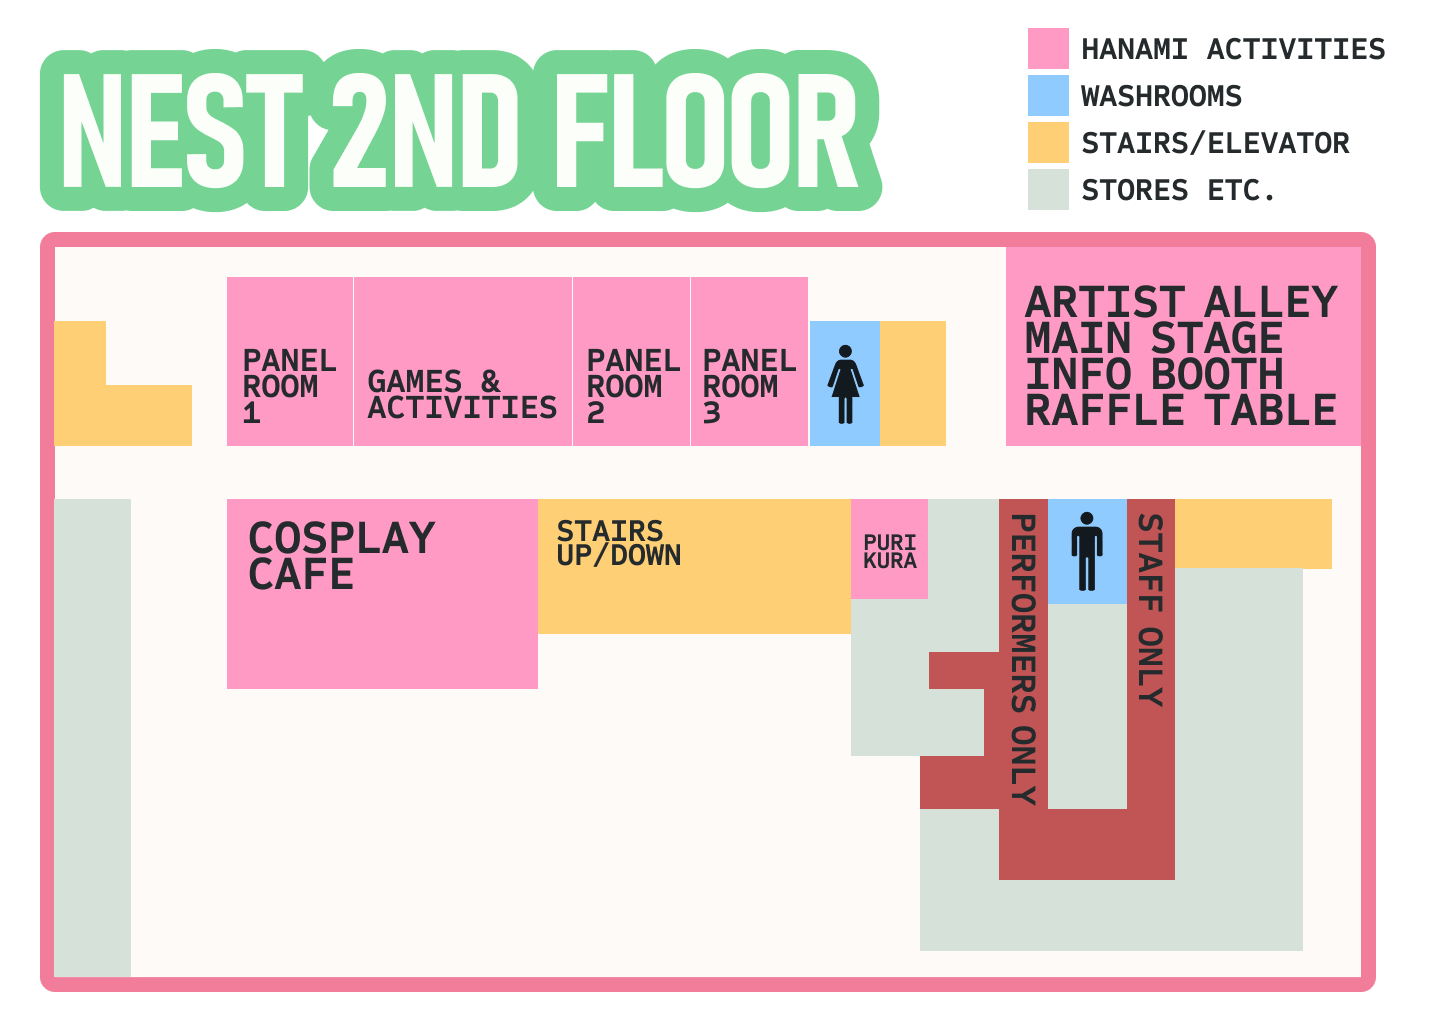 NEST 2ND FLOOR
HANAMI ACTIVITIES
WASHROOMS
STAIRS/ELEVATOR
STORES ETC.
PANEL
ROOM
1
GAMES &
ACTIVITIES
PANEL
ROOM
2
PANEL
ROOM
3
ARTIST ALLEY
MAIN STAGE
INFO BOOTH
RAFFLE TABLE
COSPLAY
CAFE
STAIRS
UP/DOWN
PURI
KURA
PERFORMERS ONLY
STAFF ONLY